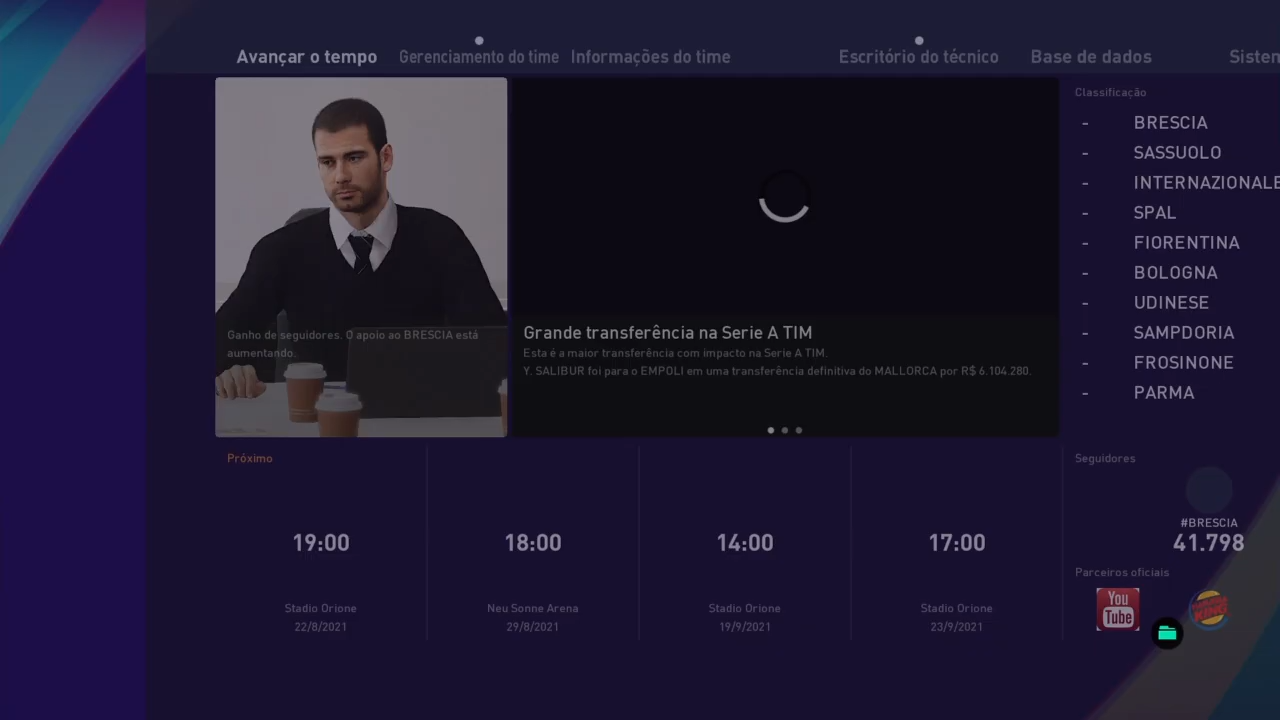 Avançar o tempo
Gerenciamento do time
Informações do time
Escritório do técnico
Base de dados
Sisten
Ganho de seguidores. O apoio ao BRESCIA está
aumentando.
Grande transferência na Serie A TIM
Esta é a maior transferência com impacto na Serie A TIM.
Y. SALIBUR foi para o EMPOLI em uma transferência definitiva do MALLORCA por R$ 6.104.280.
Classificação
- BRESCIA
- SASSUOLO
- INTERNAZIONALE
- SPAL
- FIORENTINA
- BOLOGNA
- UDINESE
- SAMPDORIA
- FROSINONE
- PARMA
Próximo
19:00
Stadio Orione
22/8/2021
18:00
Neu Sonne Arena
29/8/2021
14:00
Stadio Orione
19/9/2021
17:00
Stadio Orione
23/9/2021
Seguidores
#BRESCIA
41.798
Parceiros oficiais
You
Tube
BURGER
KING